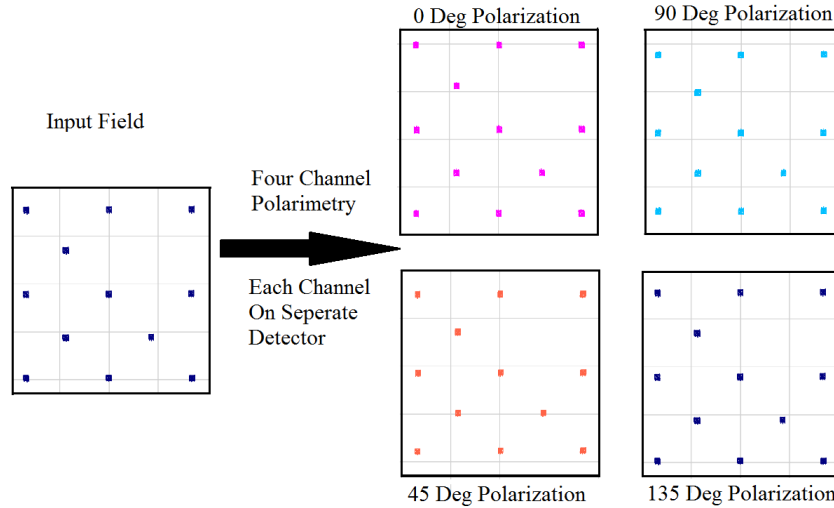 0 Deg Polarization
90 Deg Polarization
Input Field
Four Channel
Polarimetry
Each Channel
On Seperate
Detector
45 Deg Polarization
135 Deg Polarization